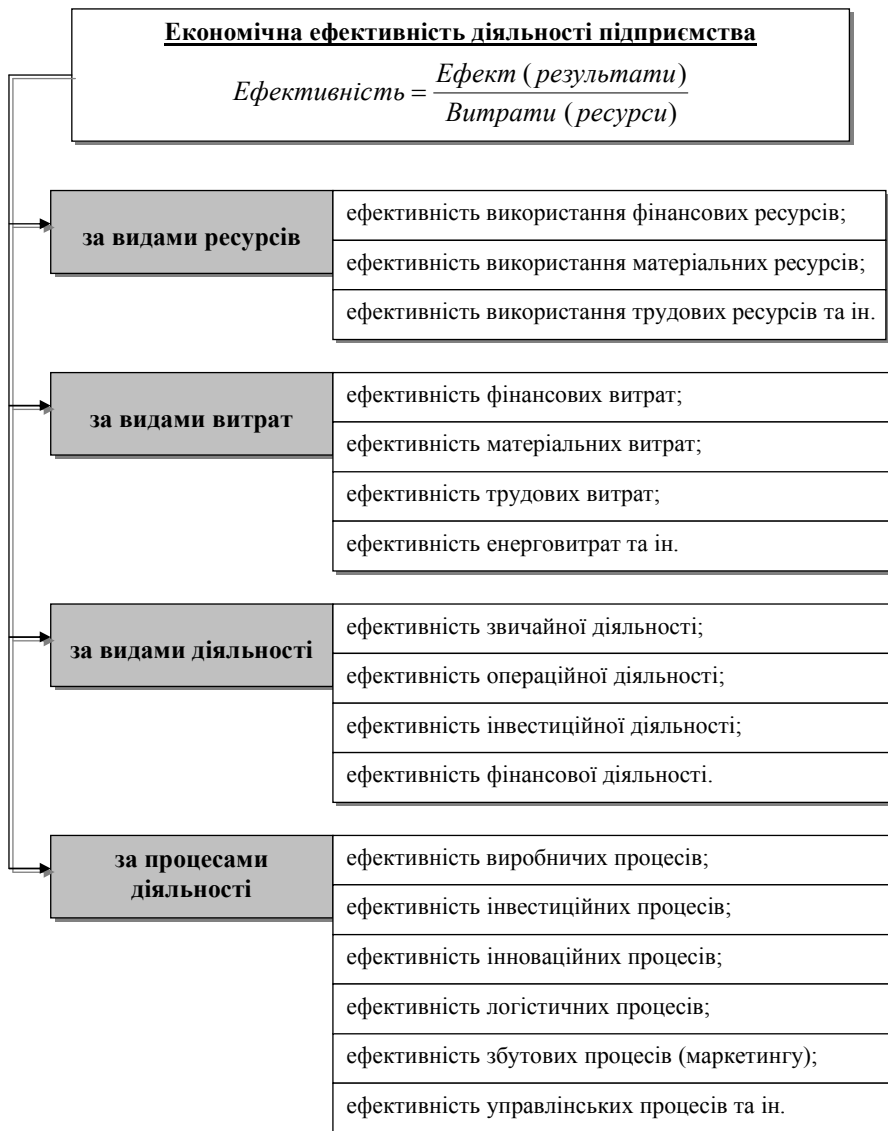 Економічна ефективність діяльності підприємства
Ефективність = Ефект (результати) / Витрати (ресурси)
за видами ресурсів
ефективність використання фінансових ресурсів;
ефективність використання матеріальних ресурсів;
ефективність використання трудових ресурсів та ін.
за видами витрат
ефективність фінансових витрат;
ефективність матеріальних витрат;
ефективність трудових витрат;
ефективність енерговитрат та ін.
за видами діяльності
ефективність звичайної діяльності;
ефективність операційної діяльності;
ефективність інвестиційної діяльності;
ефективність фінансової діяльності.
за процесами
діяльності
ефективність виробничих процесів;
ефективність інвестиційних процесів;
ефективність інноваційних процесів;
ефективність логістичних процесів;
ефективність збутових процесів (маркетингу);
ефективність управлінських процесів та ін.